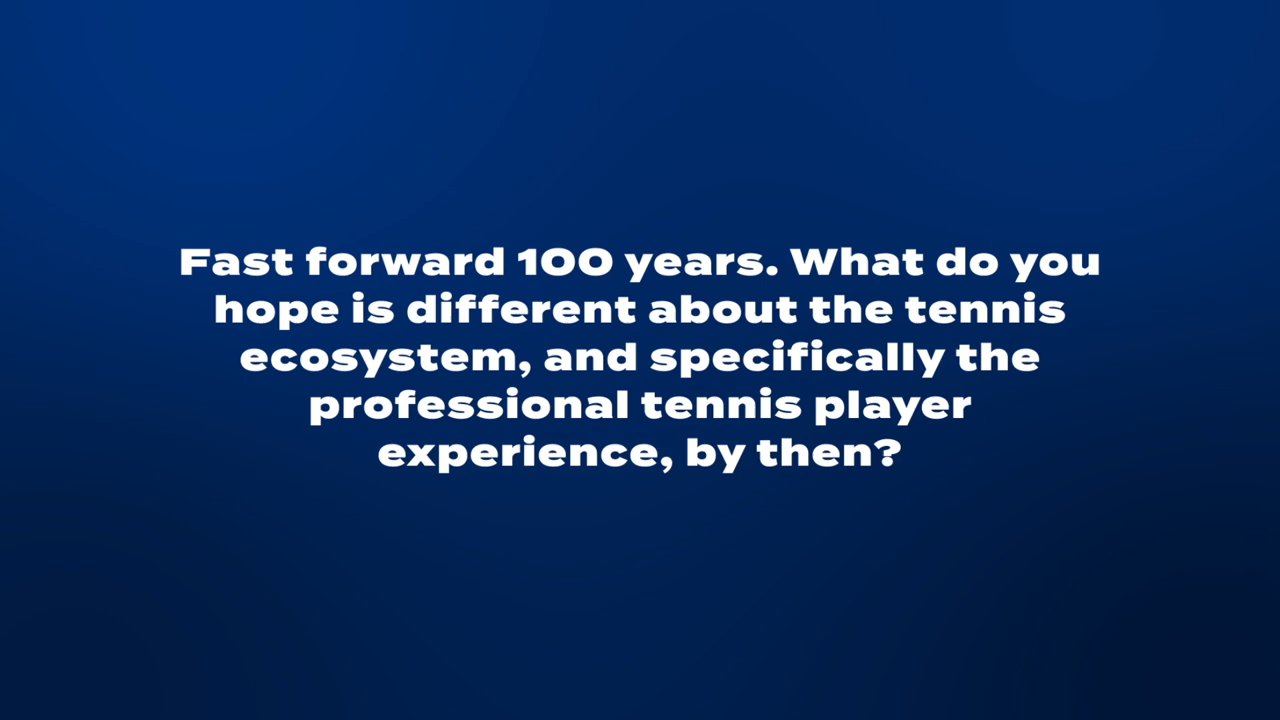 Fast forward 100 years. What do you
hope is different about the tennis
ecosystem, and specifically the
professional tennis player
experience, by then?